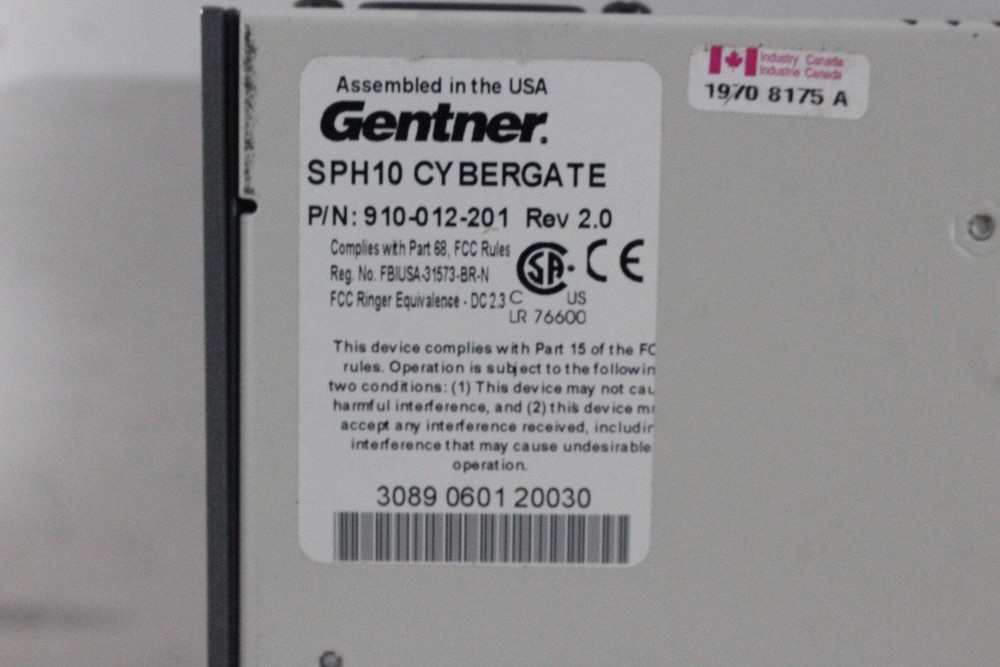 Assembled in the USA
Gentner.
SPH10 CYBERGATE
P/N: 910-012-201 Rev 2.0
Complies with Part 68, FCC Rules
Reg. No. FBIUSA-31573-BR-N
FCC Ringer Equivalence - DC 2.3
SA
CE
C US
LR 76600
This device complies with Part 15 of the FC
rules. Operation is subject to the followin
two conditions: (1) This device may not cau
harmful interference, and (2) this device m
accept any interference received, includin
interference that may cause undesirable
operation.
3089 0601 20030
Industry Canada
Industrie Canada
1970 8175 A